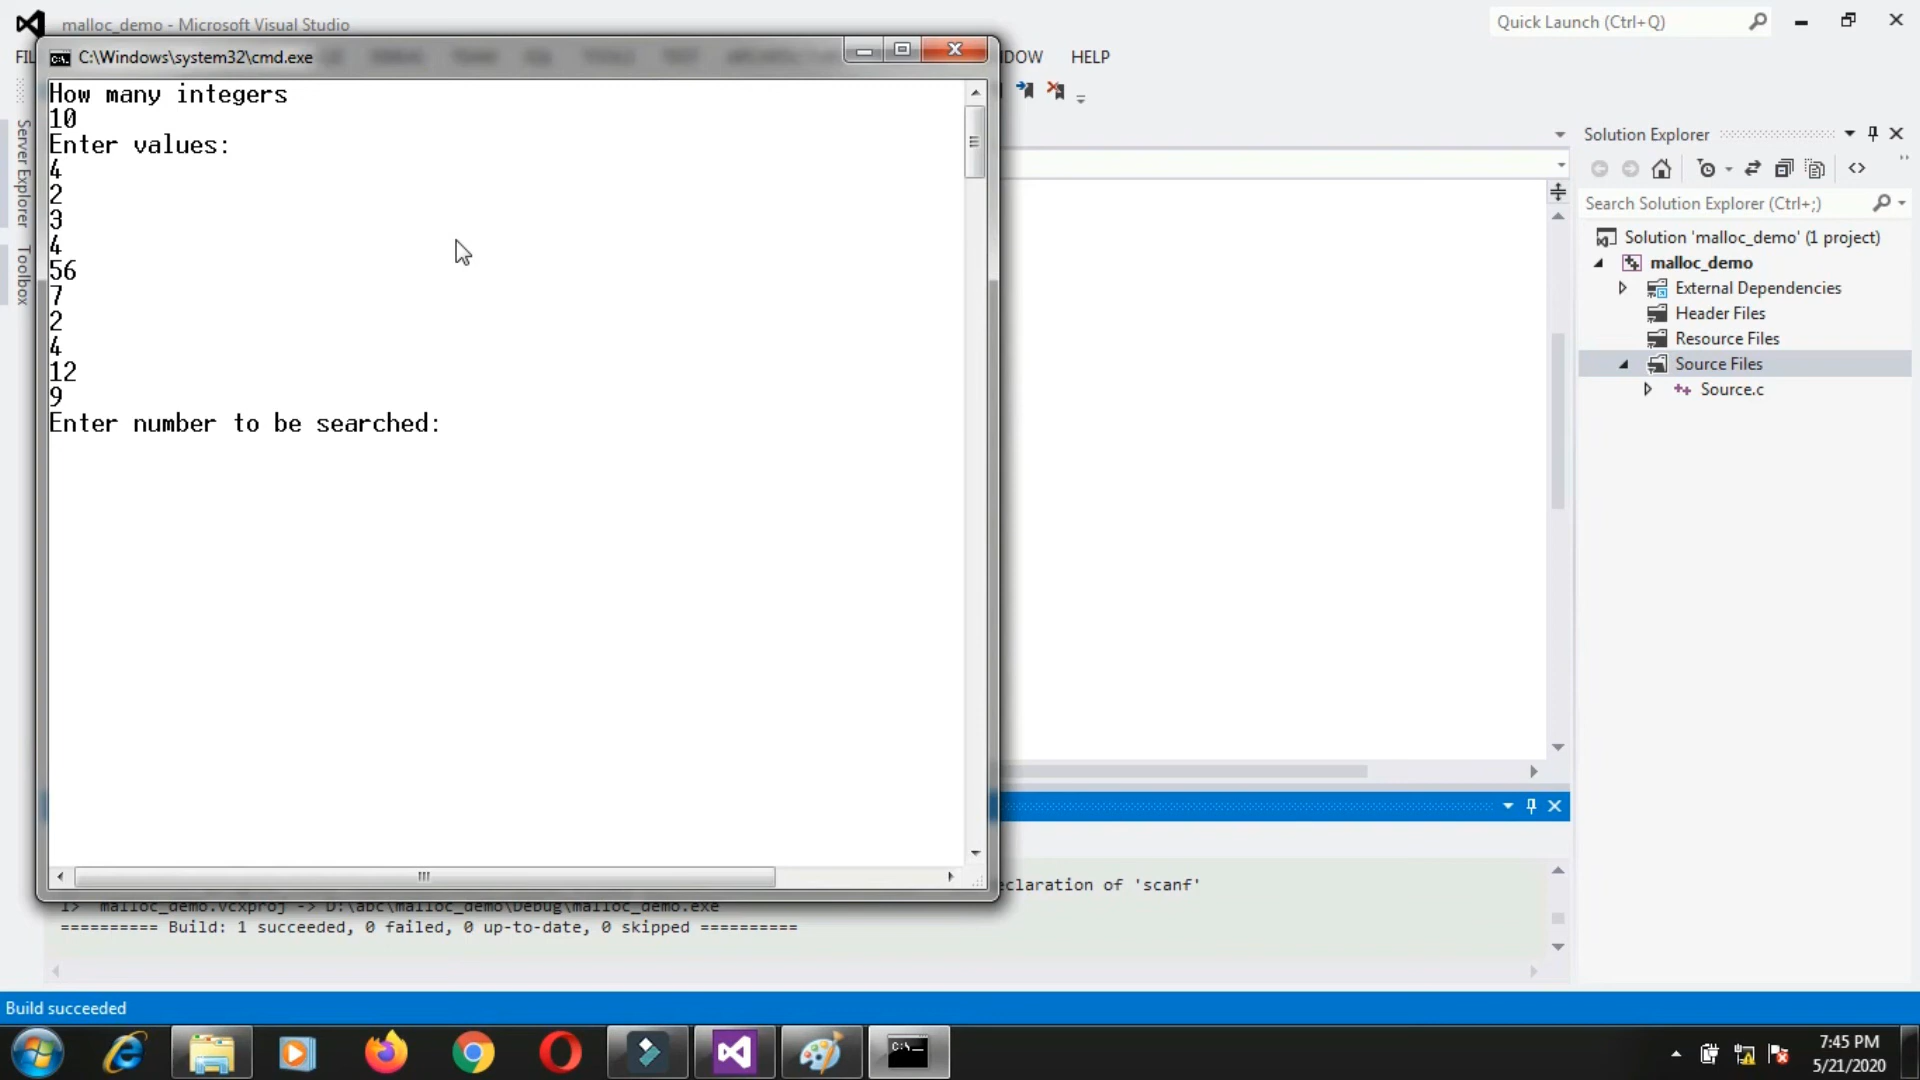 malloc_demo - Microsoft Visual Studio
Quick Launch (Ctrl+Q)
C:\Windows\system32\cmd.exe
HELP
How many integers
10
Enter values:
4
2
3
4
56
7
2
4
12
9
Enter number to be searched:
Server Explorer
Toolbox
Solution Explorer
Search Solution Explorer (Ctrl+;)
Solution 'malloc_demo' (1 project)
malloc_demo
External Dependencies
Header Files
Resource Files
Source Files
Source.c
eclaration of 'scanf'
1> malloc_demo.vcxproj -> D:\abc\malloc_demo\Debug\malloc_demo.exe
========== Build: 1 succeeded, 0 failed, 0 up-to-date, 0 skipped ==========
Build succeeded
7:45 PM
5/21/2020